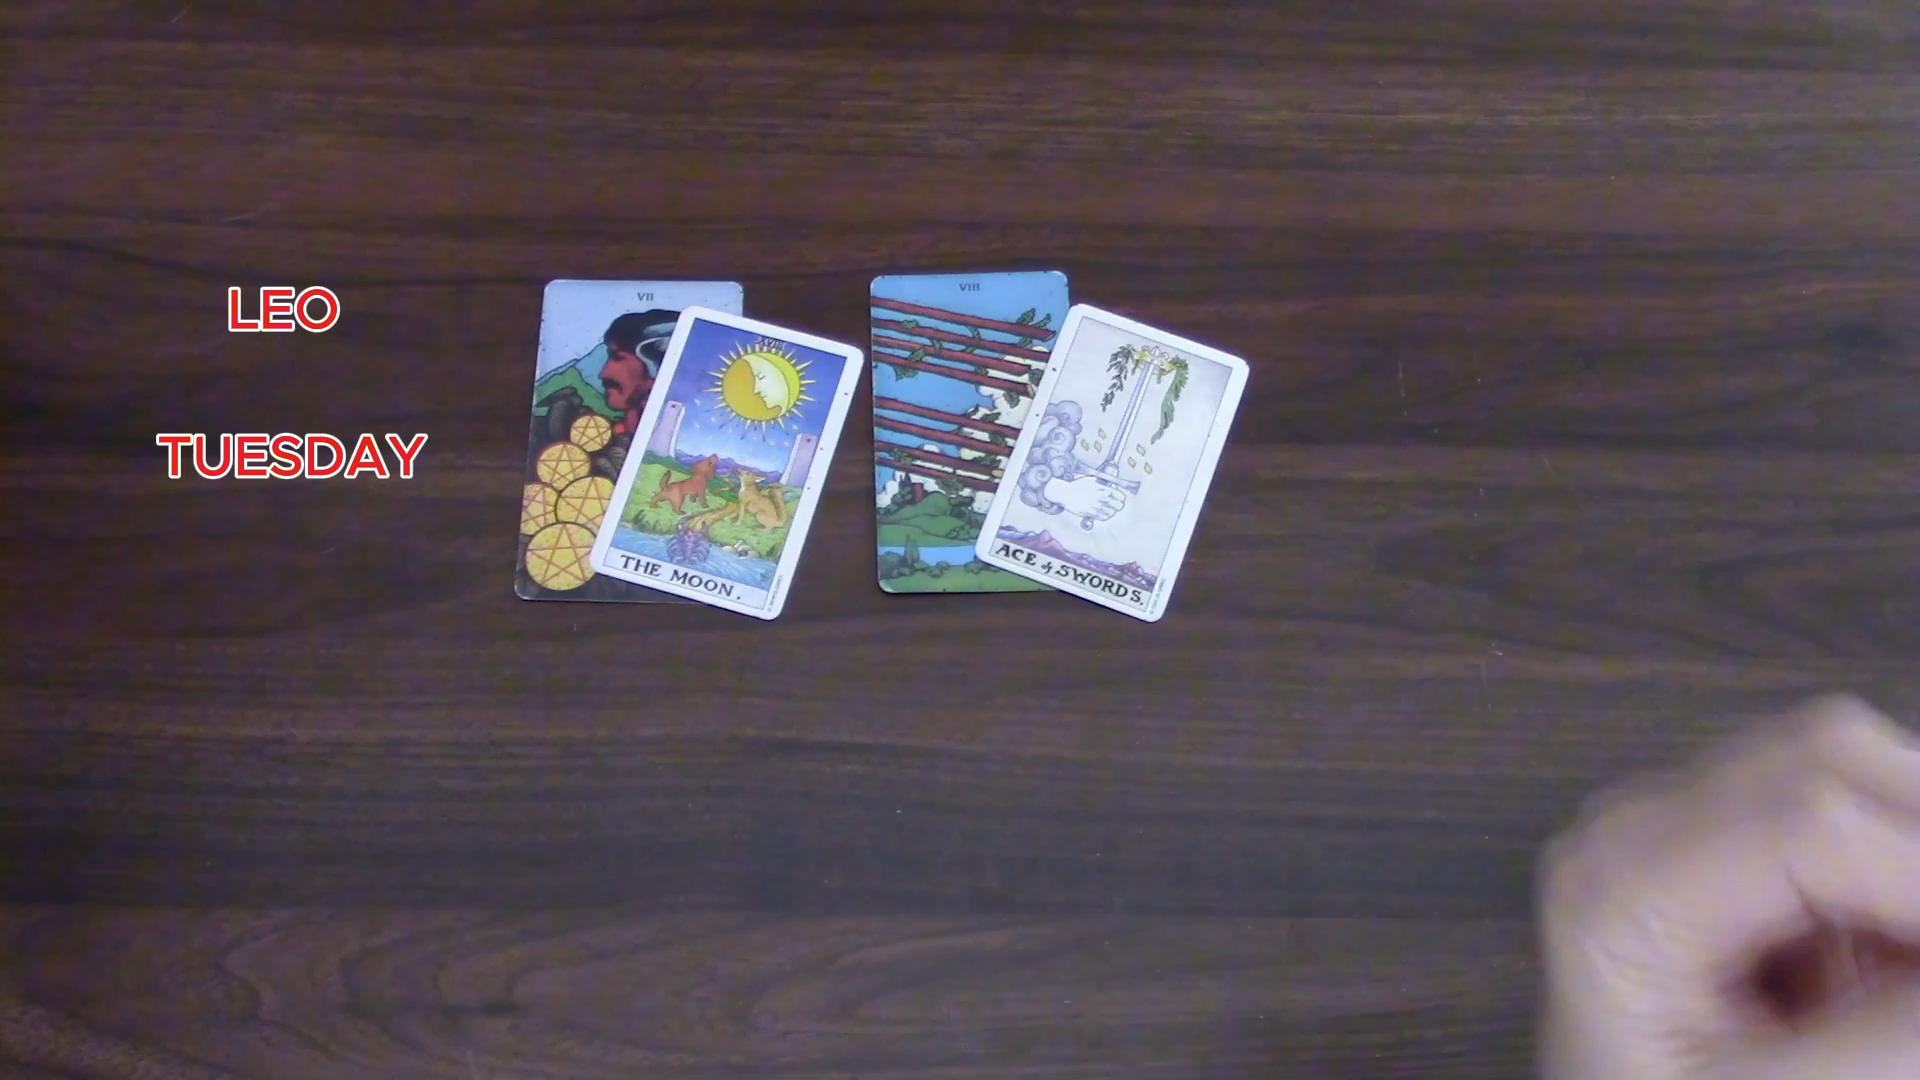 LEO
TUESDAY
VII
XVIII
THE MOON.
VIII
ACE of SWORDS.